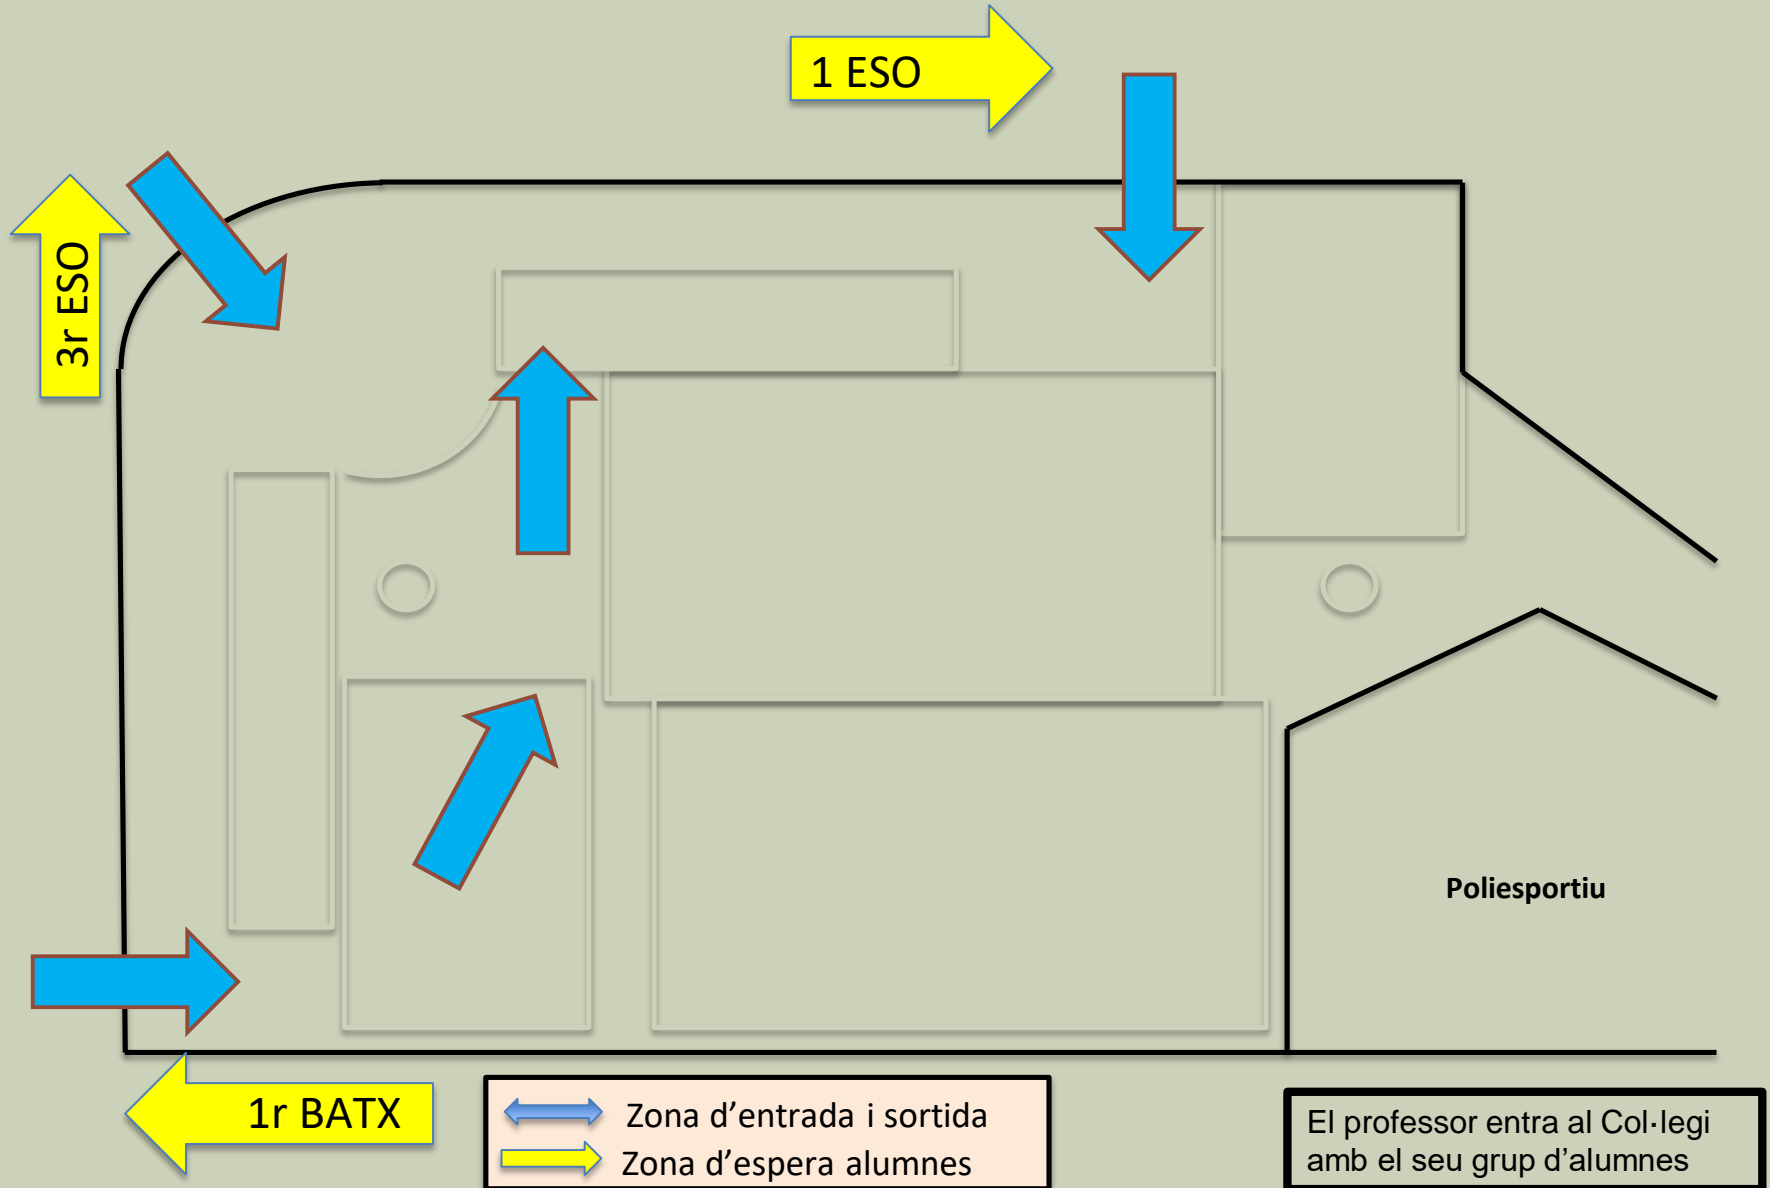 1 ESO
3r ESO
Poliesportiu
1r BATX
Zona d’entrada i sortida
Zona d’espera alumnes
El professor entra al Col·legi
amb el seu grup d’alumnes